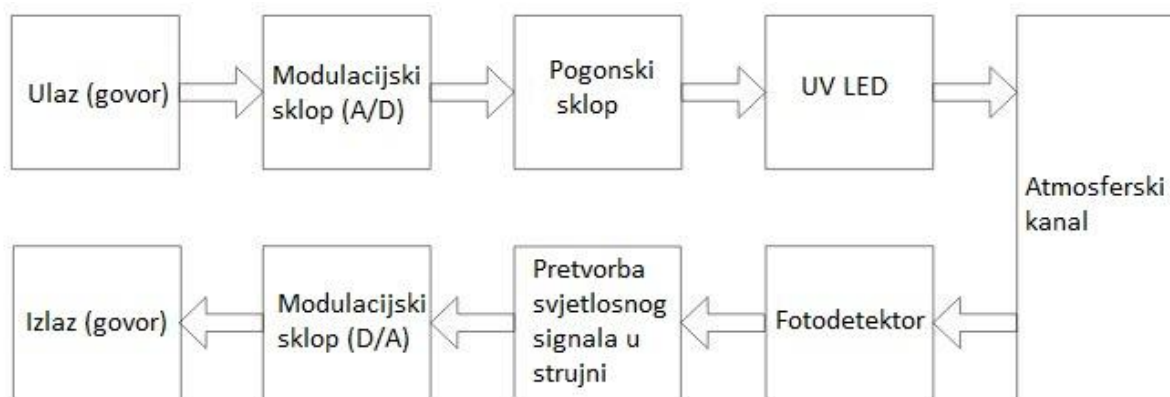 Ulaz (govor)
Modulacijski
sklop (A/D)
Pogonski
sklop
UV LED
Atmosferski
kanal
Fotodetektor
Pretvorba
svjetlosnog
signala u
strujni
Modulacijski
sklop (D/A)
Izlaz (govor)